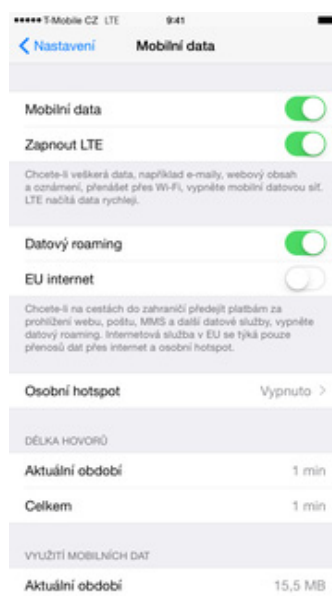 T-Mobile CZ LTE 9:41
Nastavení Mobilní data
Mobilní data
Zapnout LTE
Chcete-li veškerá data, například e-maily, webový obsah
a oznámení, přenášet přes Wi-Fi, vypněte mobilní datovou síť.
LTE načítá data rychleji.
Datový roaming
EU internet
Chcete-li na cestách do zahraničí předejít platbám za
prohlížení webu, poštu, MMS a další datové služby, vypněte
datový roaming. Internetová služba v EU se týká pouze
přenosů dat přes internet a osobní hotspot.
Osobní hotspot Vypnuto
DÉLKA HOVORŮ
Aktuální období 1 min
Celkem 1 min
VYUŽITÍ MOBILNÍCH DAT
Aktuální období 15,5 MB